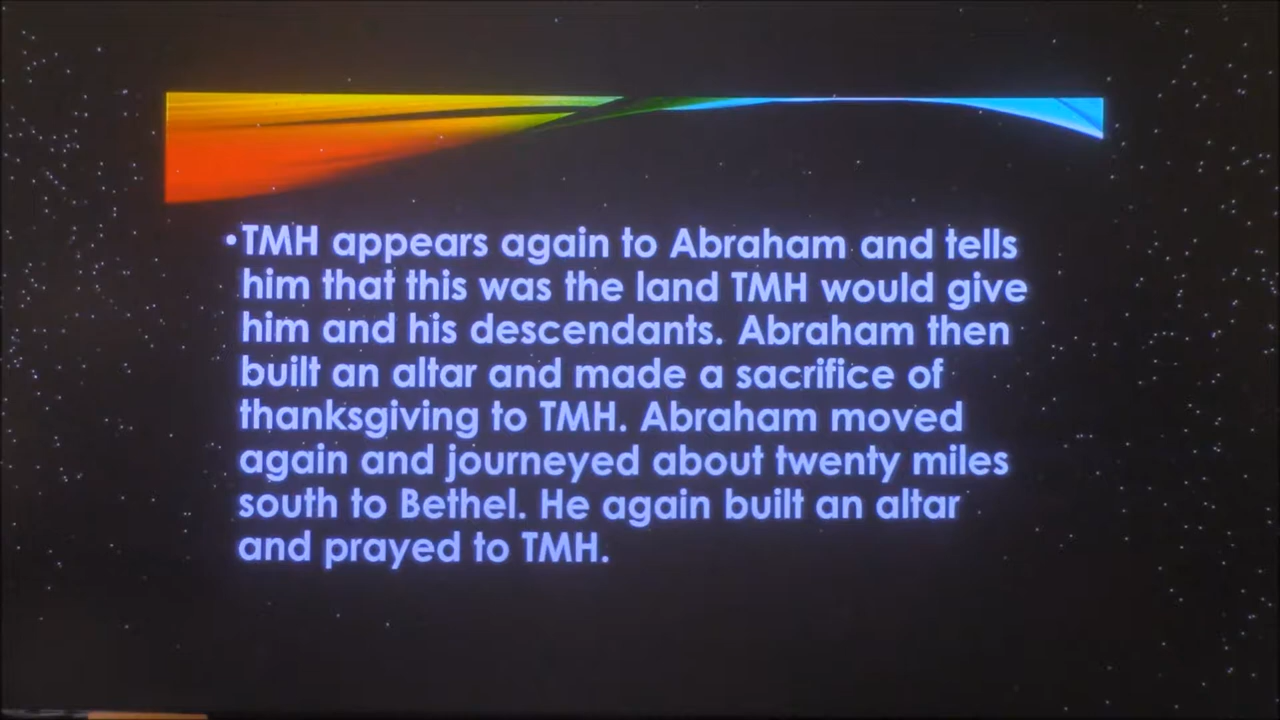 •TMH appears again to Abraham and tells
him that this was the land TMH would give
him and his descendants. Abraham then
built an altar and made a sacrifice of
thanksgiving to TMH. Abraham moved
again and journeyed about twenty miles
south to Bethel. He again built an altar
and prayed to TMH.